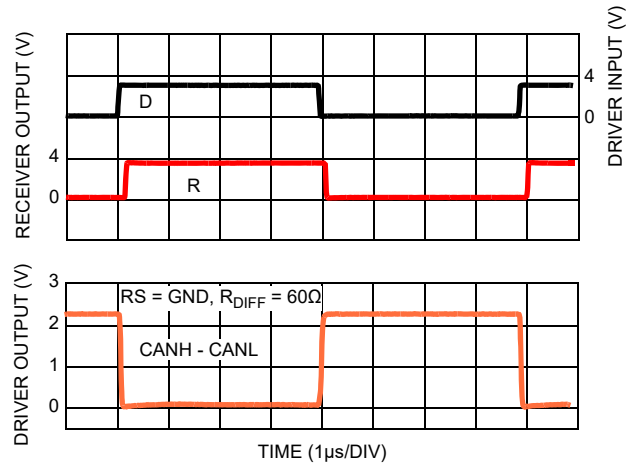 RECEIVER OUTPUT (V)
4
0
D
R
4
0
DRIVER INPUT (V)
DRIVER OUTPUT (V)
3
2
1
0
RS = GND, RDIFF = 60Ω
CANH - CANL
TIME (1µs/DIV)